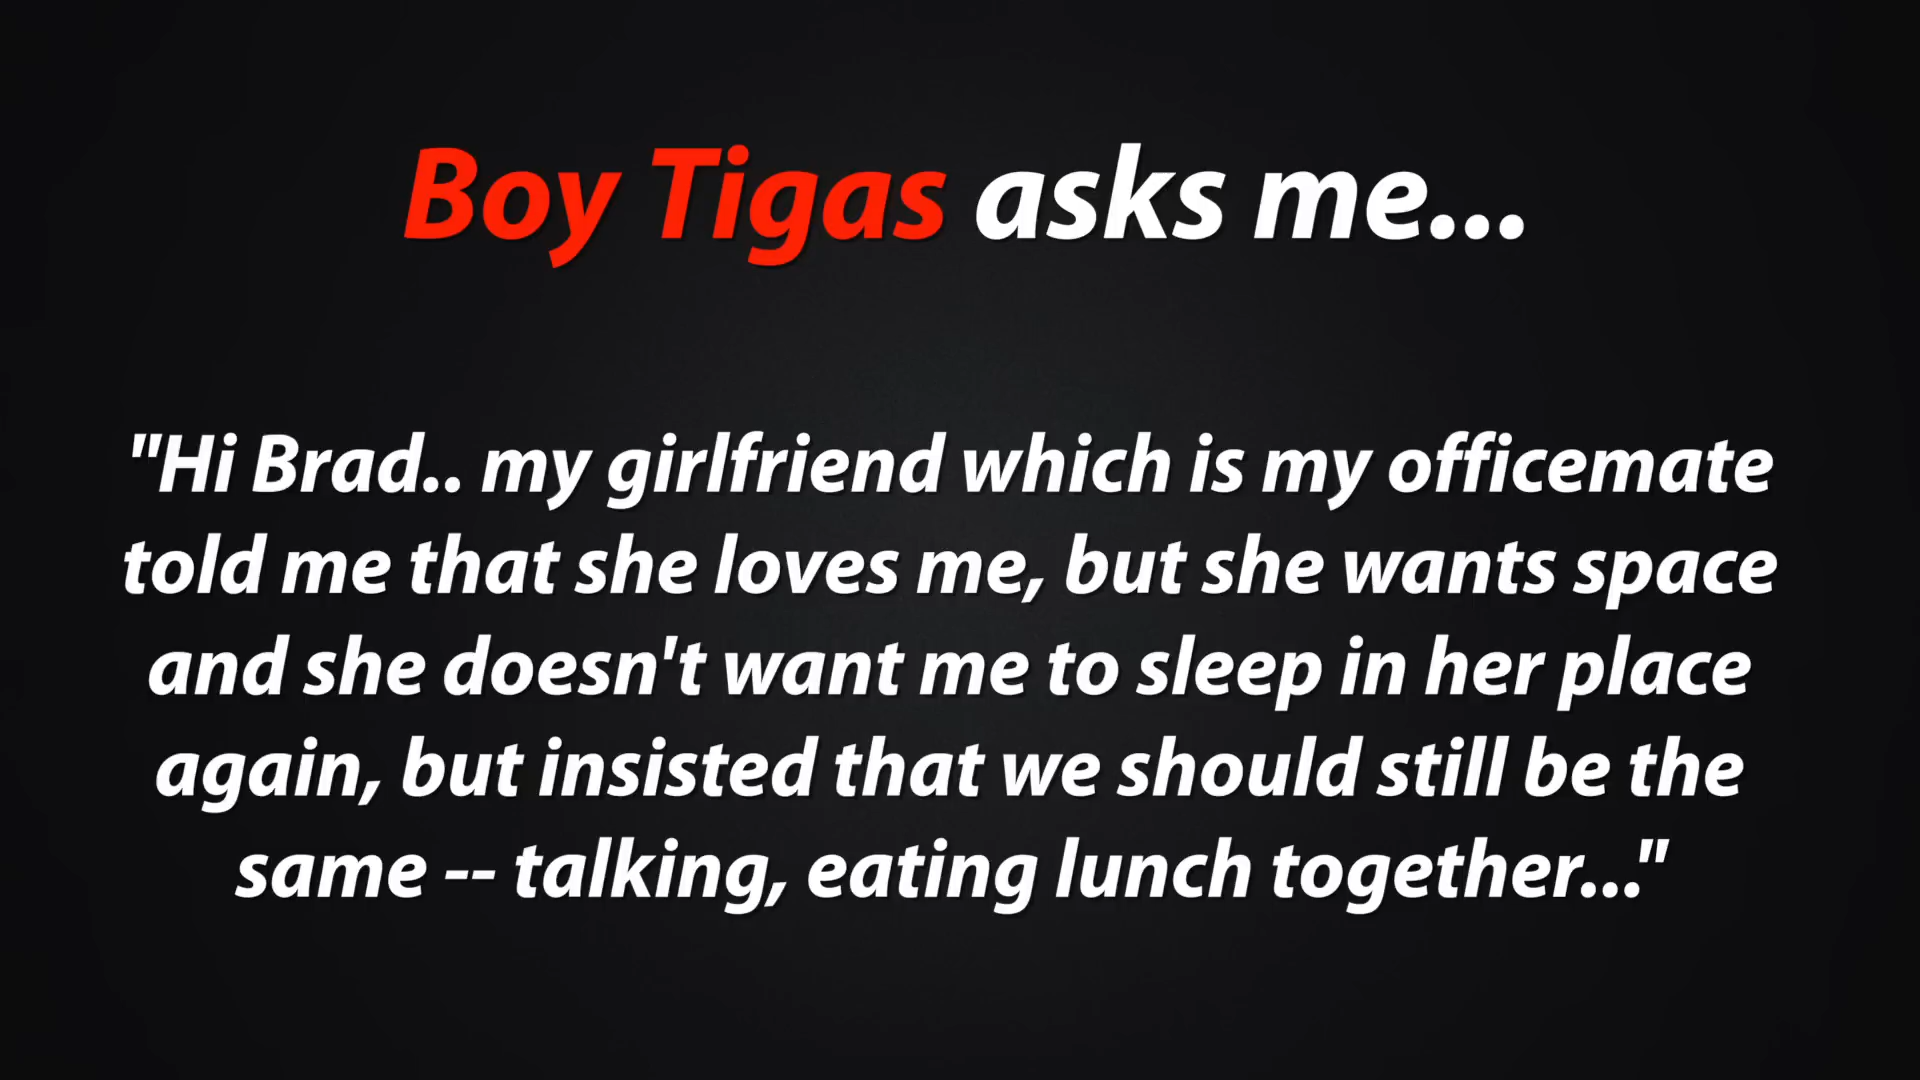 Boy Tigas asks me...
"Hi Brad.. my girlfriend which is my officemate
told me that she loves me, but she wants space
and she doesn't want me to sleep in her place
again, but insisted that we should still be the
same -- talking, eating lunch together..."